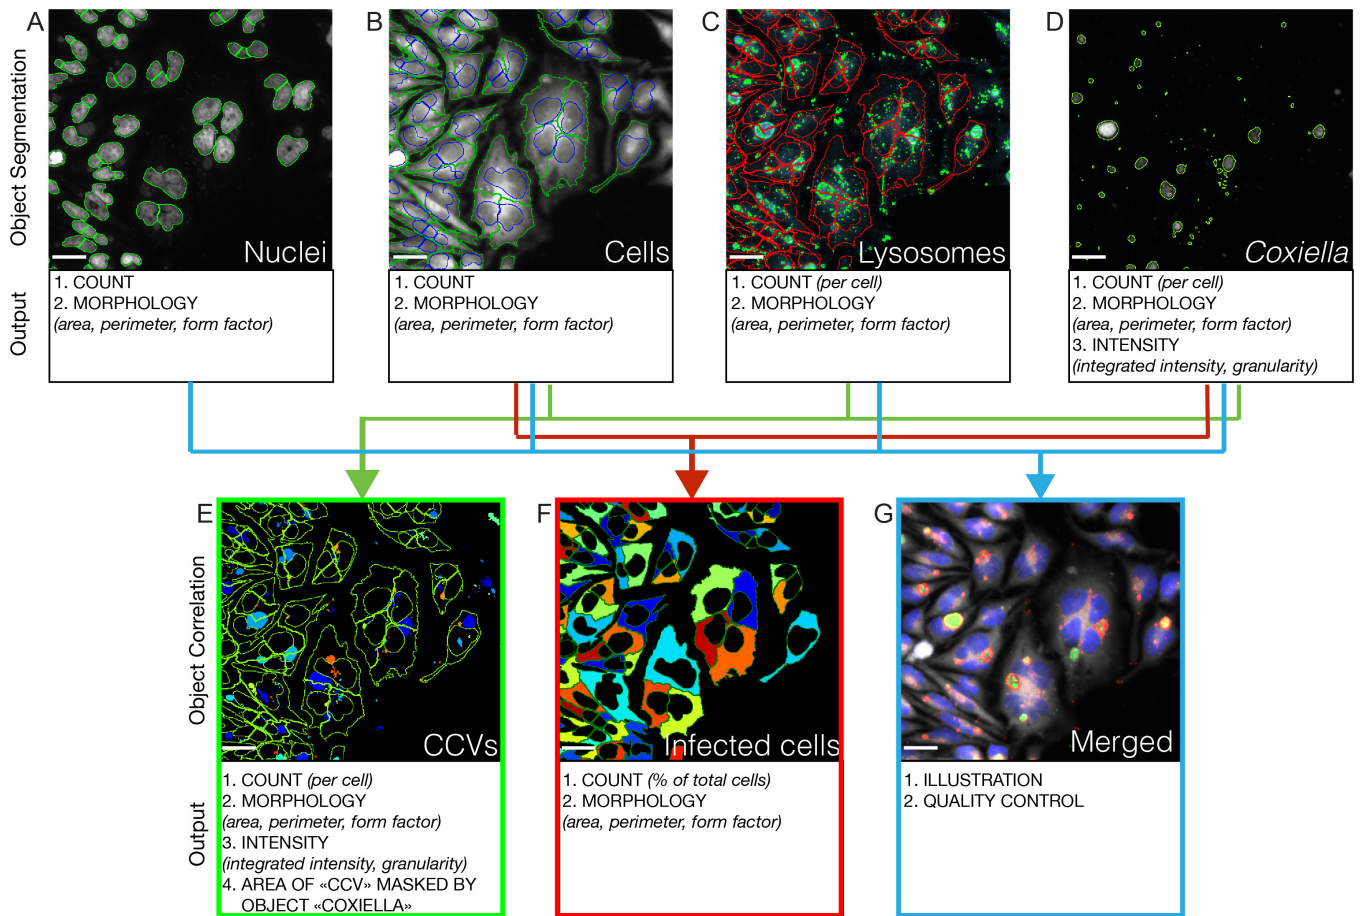 A
B
C
D
Object Segmentation
Nuclei
Cells
Lysosomes
Coxiella
Output
1. COUNT
2. MORPHOLOGY
(area, perimeter, form factor)
1. COUNT
2. MORPHOLOGY
(area, perimeter, form factor)
1. COUNT (per cell)
2. MORPHOLOGY
(area, perimeter, form factor)
1. COUNT (per cell)
2. MORPHOLOGY
(area, perimeter, form factor)
3. INTENSITY
(integrated intensity, granularity)
E
F
G
Object Correlation
CCVs
Infected cells
Merged
Output
1. COUNT (per cell)
2. MORPHOLOGY
(area, perimeter, form factor)
3. INTENSITY
(integrated intensity, granularity)
4. AREA OF «CCV» MASKED BY
OBJECT «COXIELLA»
1. COUNT (% of total cells)
2. MORPHOLOGY
(area, perimeter, form factor)
1. ILLUSTRATION
2. QUALITY CONTROL